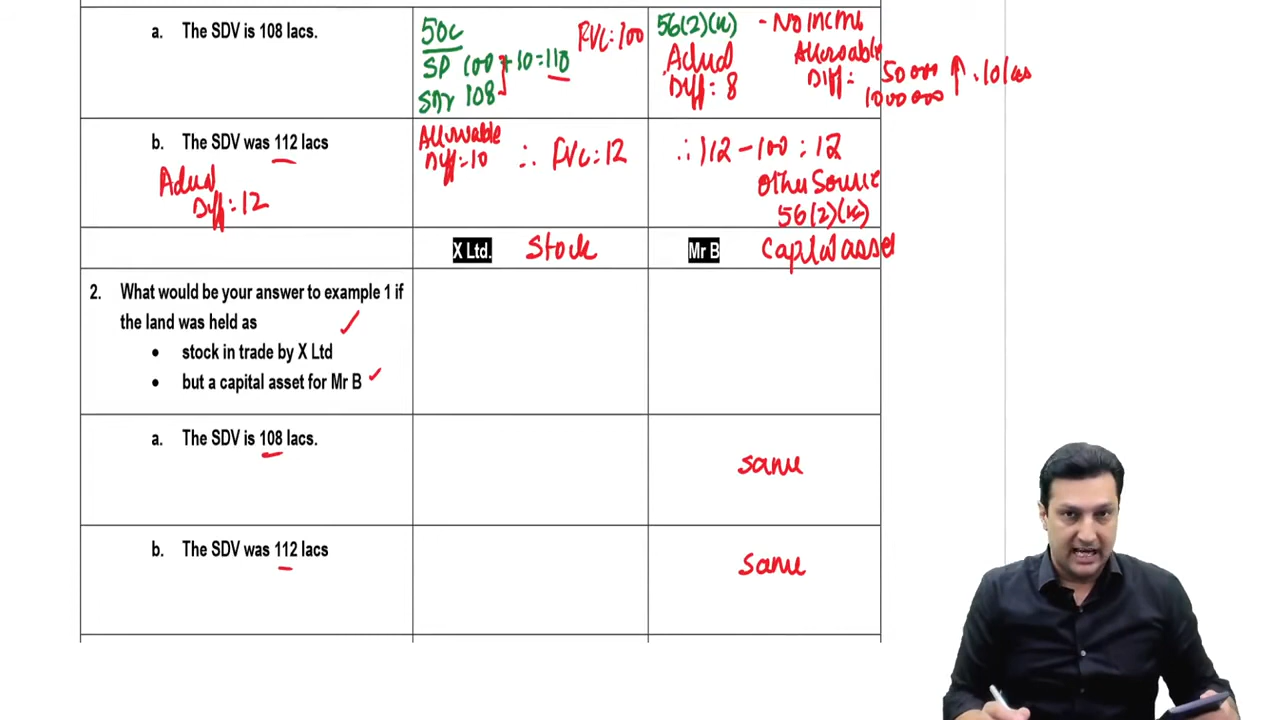 a. The SDV is 108 lacs.
50C
SP 100 + 10 = 110
SDV 108
FVC: 100
56(2)(x) - No Income
Actual
Diff: 8
Allowable
Diff:
50000
1000000
↑ . 10 lacs
b. The SDV was 112 lacs
Actual
Diff: 12
Allowable
Diff: 10 ∴ FVC: 12
∴ 112 - 100 : 12
Other Source
56(2)(x)
X Ltd. Stock
Mr B Capital asset
2. What would be your answer to example 1 if
the land was held as
• stock in trade by X Ltd
• but a capital asset for Mr B
a. The SDV is 108 lacs.
same
b. The SDV was 112 lacs
same